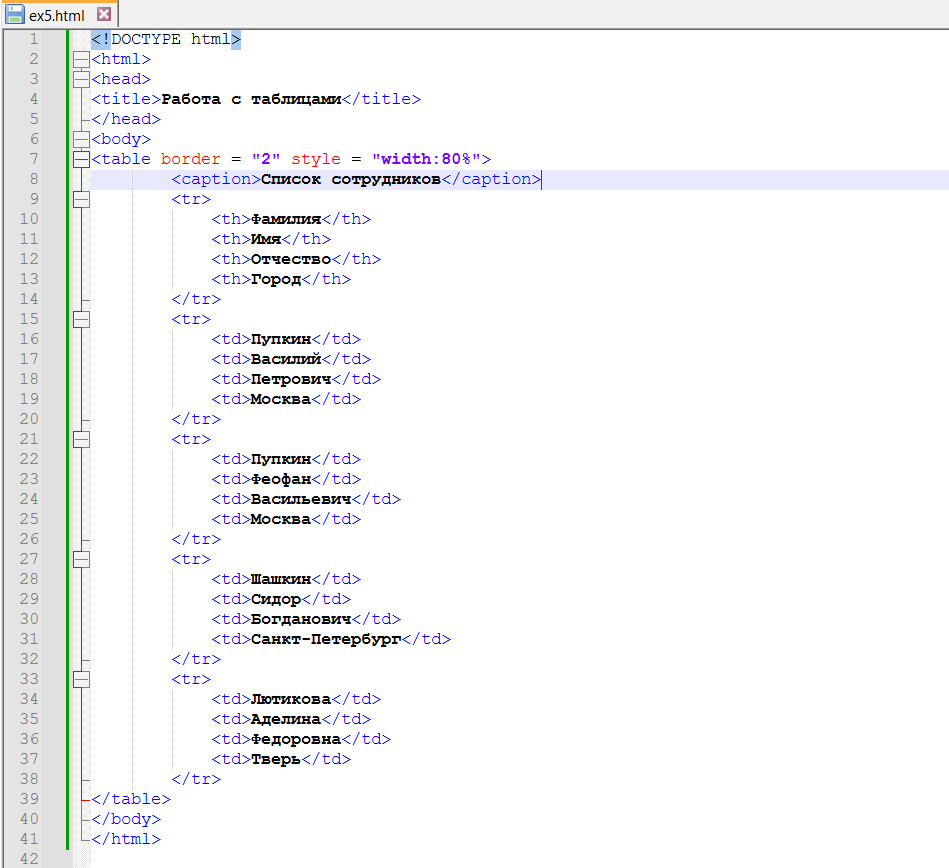 ex5.html
1 <!DOCTYPE html>
2 <html>
3 <head>
4 <title>Работа с таблицами</title>
5 </head>
6 <body>
7 <table border = "2" style = "width:80%">
8 <caption>Список сотрудников</caption>
9 <tr>
10 <th>Фамилия</th>
11 <th>Имя</th>
12 <th>Отчество</th>
13 <th>Город</th>
14 </tr>
15 <tr>
16 <td>Пупкин</td>
17 <td>Василий</td>
18 <td>Петрович</td>
19 <td>Москва</td>
20 </tr>
21 <tr>
22 <td>Пупкин</td>
23 <td>Феофан</td>
24 <td>Васильевич</td>
25 <td>Москва</td>
26 </tr>
27 <tr>
28 <td>Шашкин</td>
29 <td>Сидор</td>
30 <td>Богданович</td>
31 <td>Санкт-Петербург</td>
32 </tr>
33 <tr>
34 <td>Лютикова</td>
35 <td>Аделина</td>
36 <td>Федоровна</td>
37 <td>Тверь</td>
38 </tr>
39 </table>
40 </body>
41 </html>
42